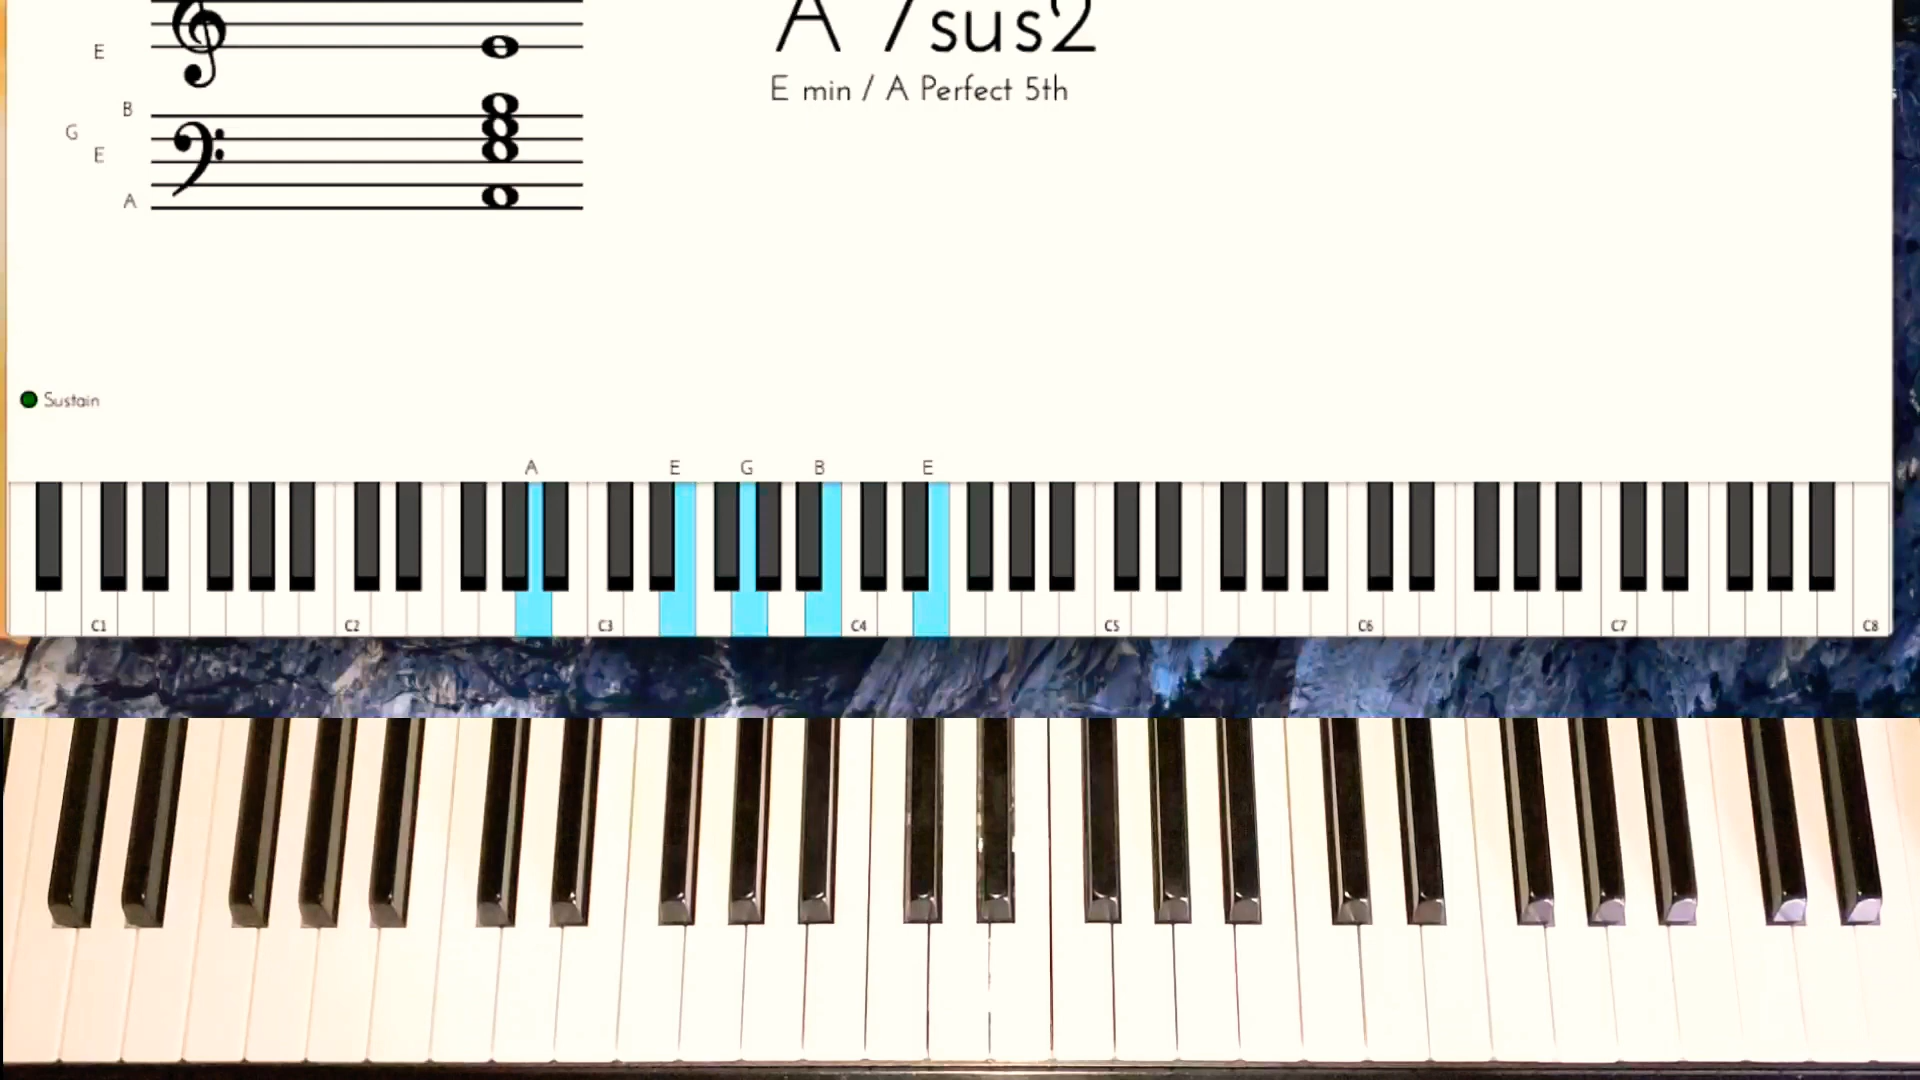 A 7sus2
E
E min / A Perfect 5th
B
G
E
A
Sustain
A E G B E
C1 C2 C3 C4 C5 C6 C7 C8